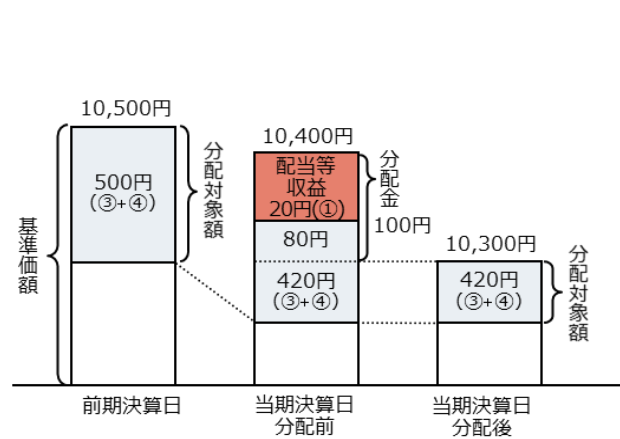 10,500円
500円
(③+④)
分配対象額
基準価額
前期決算日
10,400円
配当等
収益
20円(①)
80円
420円
(③+④)
分配金
100円
当期決算日
分配前
10,300円
420円
(③+④)
分配対象額
当期決算日
分配後